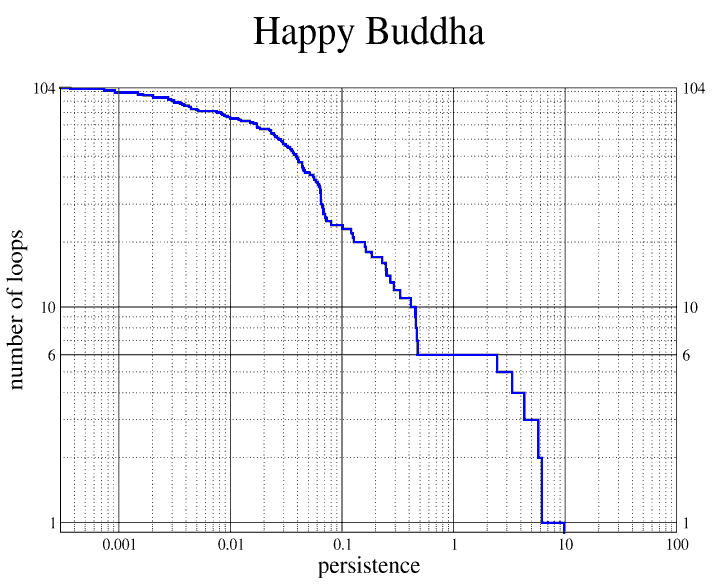 Happy Buddha
104 104
number of loops
10 10
6 6
1 1
0.001 0.01 0.1 1 10 100
persistence